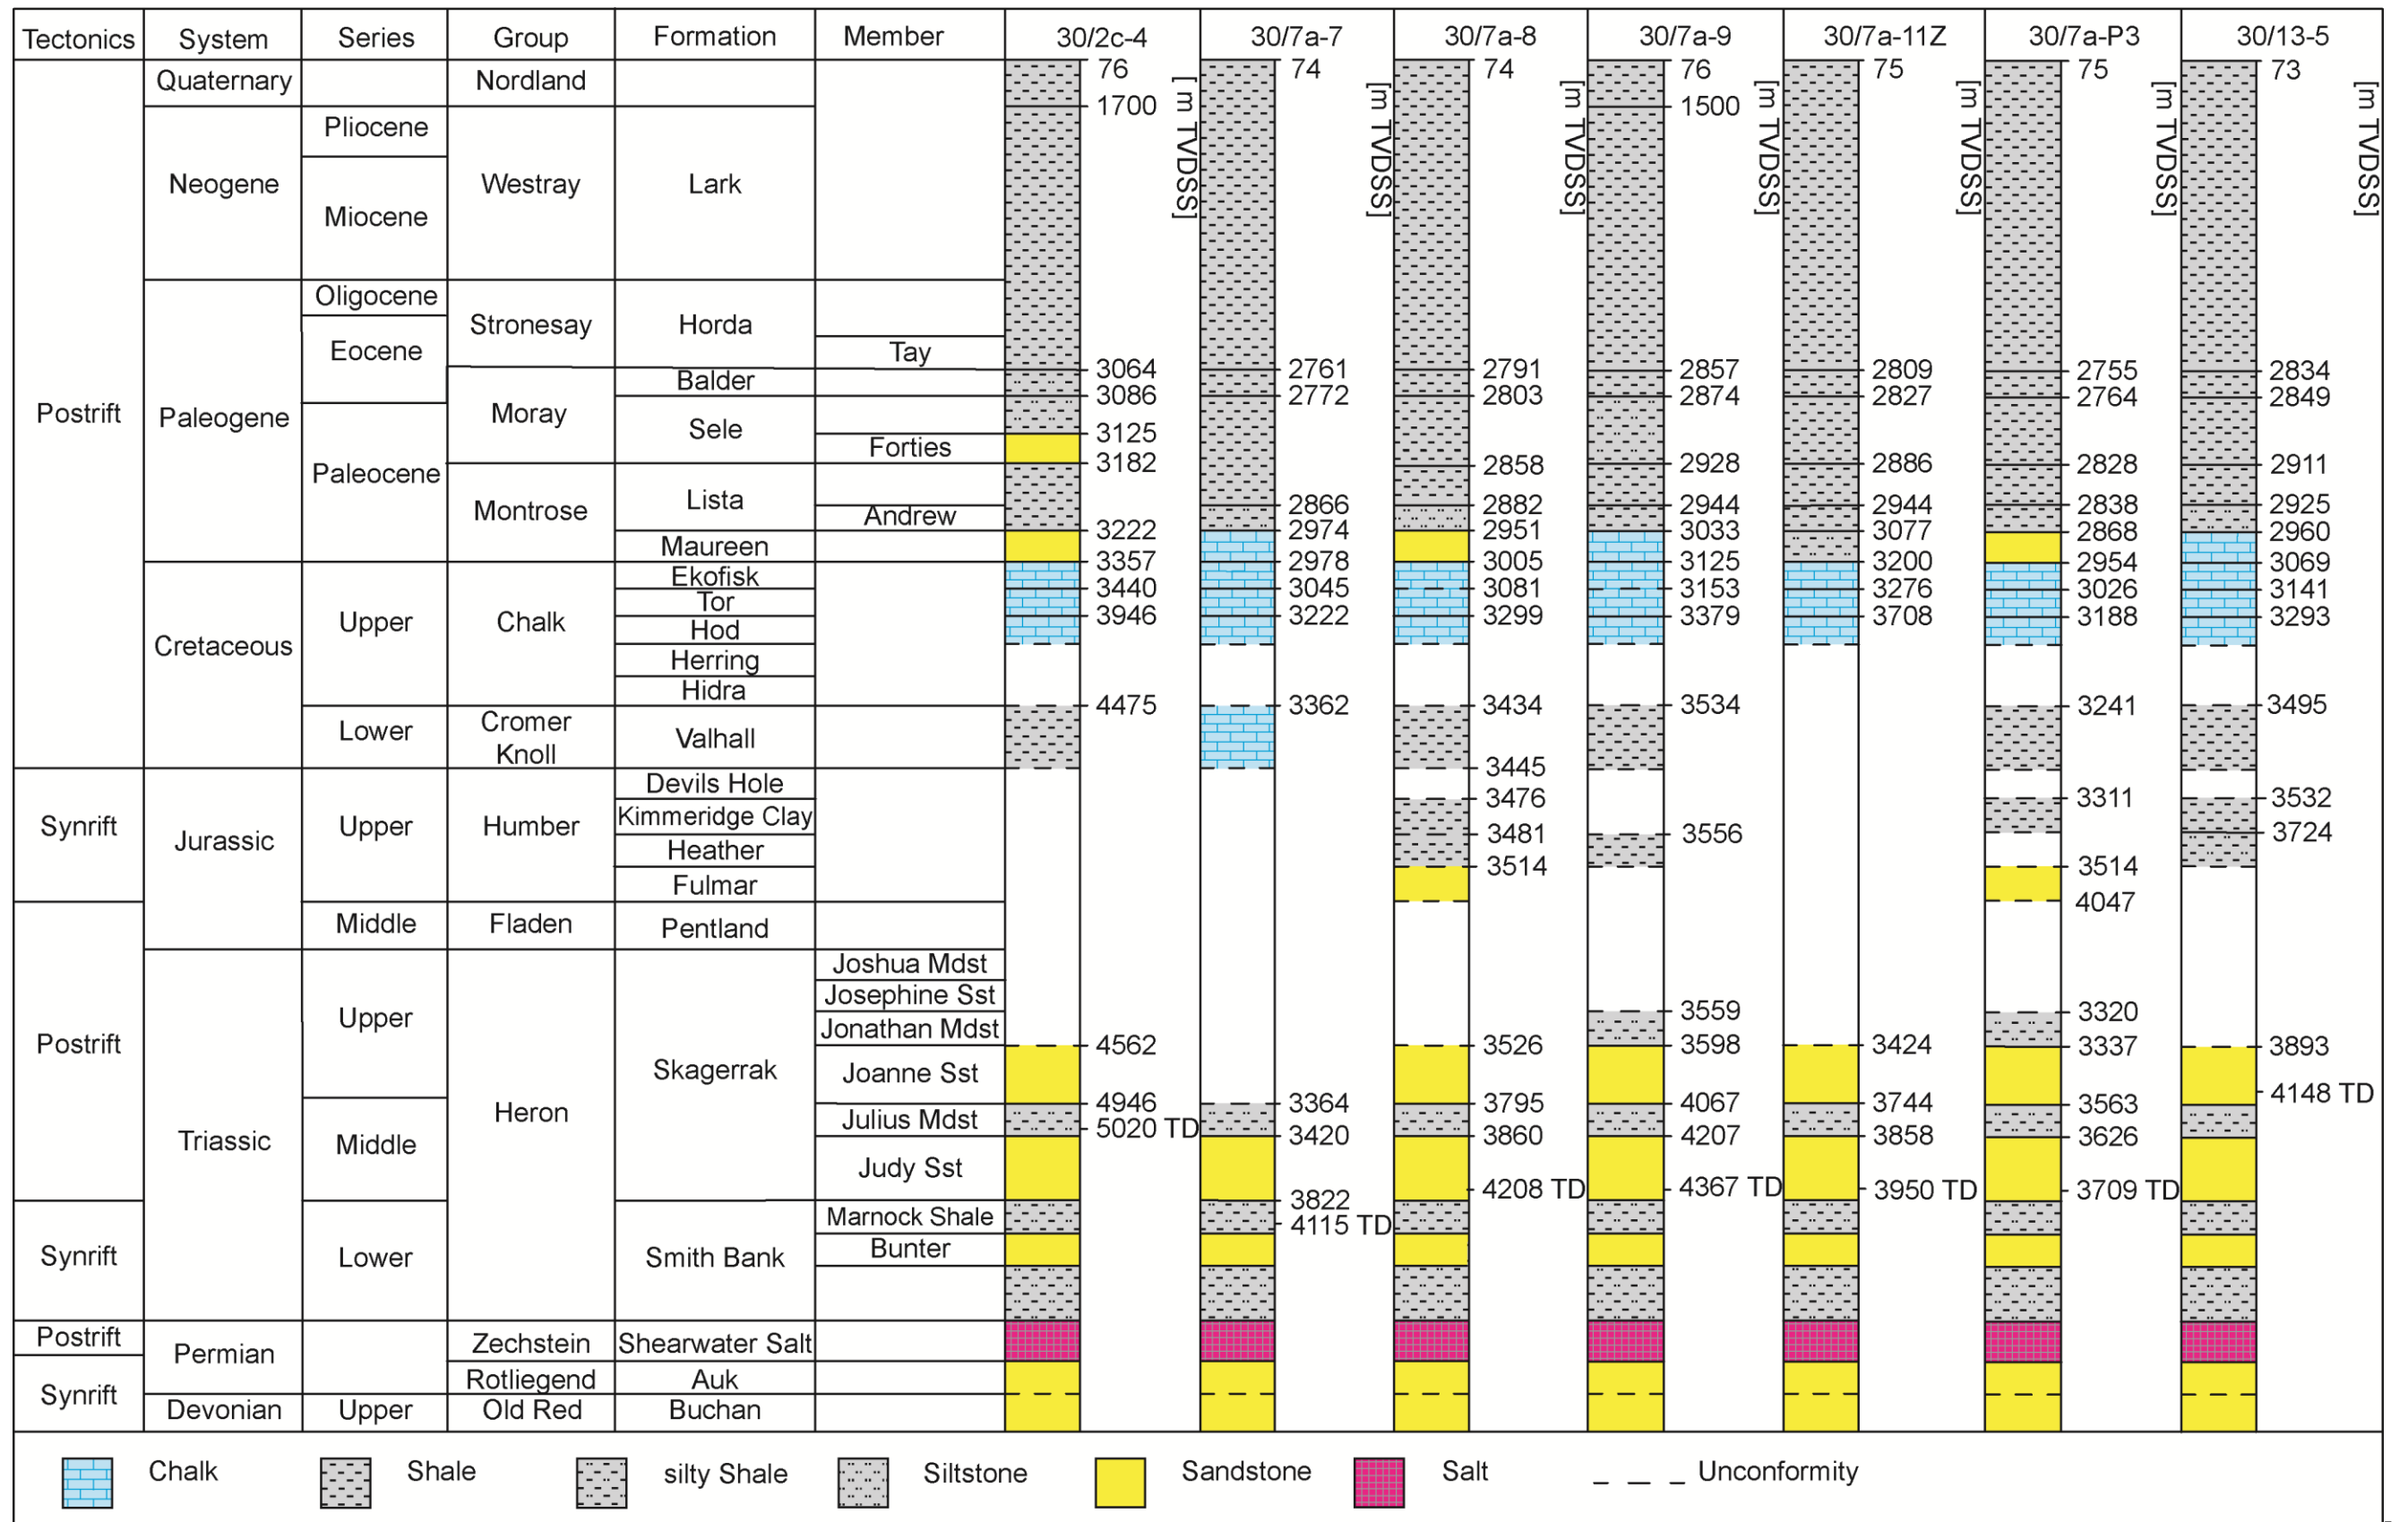 Tectonics System Series Group Formation Member 30/2c-4 30/7a-7 30/7a-8 30/7a-9 30/7a-11Z 30/7a-P3 30/13-5
76 74 74 76 75 75 73
[m TVDSS] [m TVDSS] [m TVDSS] [m TVDSS] [m TVDSS] [m TVDSS] [m TVDSS]
Quaternary Nordland
1700 1500
Pliocene
Neogene Westray Lark
Miocene
Oligocene
Stronesay Horda
Eocene Tay
3064 2761 2791 2857 2809 2755 2834
Balder
3086 2772 2803 2874 2827 2764 2849
Postrift Paleogene Moray
Sele
3125
Forties
3182 2858 2928 2886 2828 2911
Paleocene
Lista
Montrose
2866 2882 2944 2944 2838 2925
Andrew
3222 2974 2951 3033 3077 2868 2960
Maureen
3357 2978 3005 3125 3200 2954 3069
Ekofisk
3440 3045 3081 3153 3276 3026 3141
Tor
3946 3222 3299 3379 3708 3188 3293
Upper Chalk
Hod
Cretaceous
Herring
Hidra
4475 3362 3434 3534 3241 3495
Lower Cromer
Knoll
Valhall
3445
Devils Hole
3476 3311 3532
Kimmeridge Clay
Synrift Jurassic Upper Humber
3481 3556 3724
Heather
3514 3514
Fulmar
4047
Middle Fladen Pentland
Joshua Mdst
Josephine Sst
3559 3320
Upper
Jonathan Mdst
Postrift
4562 3526 3598 3424 3337 3893
Skagerrak
Joanne Sst
4148 TD
4946 3364 3795 4067 3744 3563
Heron
Julius Mdst
5020 TD
3420 3860 4207 3858 3626
Triassic Middle
Judy Sst
4208 TD 4367 TD 3950 TD 3709 TD
3822
Marnock Shale
4115 TD
Bunter
Synrift Lower Smith Bank
Postrift
Zechstein Shearwater Salt
Permian
Rotliegend Auk
Synrift
Devonian Upper Old Red Buchan
Chalk Shale silty Shale Siltstone Sandstone Salt Unconformity